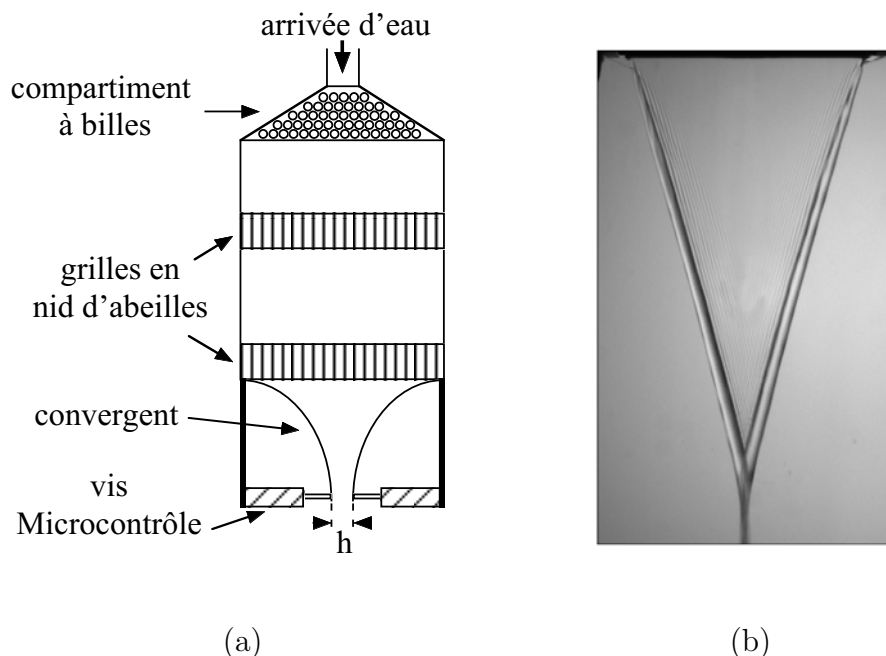 arrivée d'eau
compartiment
à billes
grilles en
nid d'abeilles
convergent
vis
Microcontrôle
h
(a)
(b)